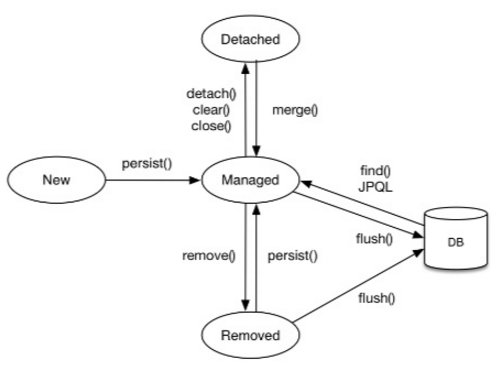 Detached
detach()
clear()
close()
merge()
persist()
New
Managed
find()
JPQL
flush()
DB
remove()
persist()
flush()
Removed